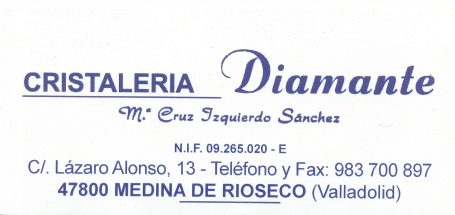 CRISTALERIA Diamante
M.ª Cruz Izquierdo Sánchez
N.I.F. 09.265.020 - E
C/. Lázaro Alonso, 13 - Teléfono y Fax: 983 700 897
47800 MEDINA DE RIOSECO (Valladolid)